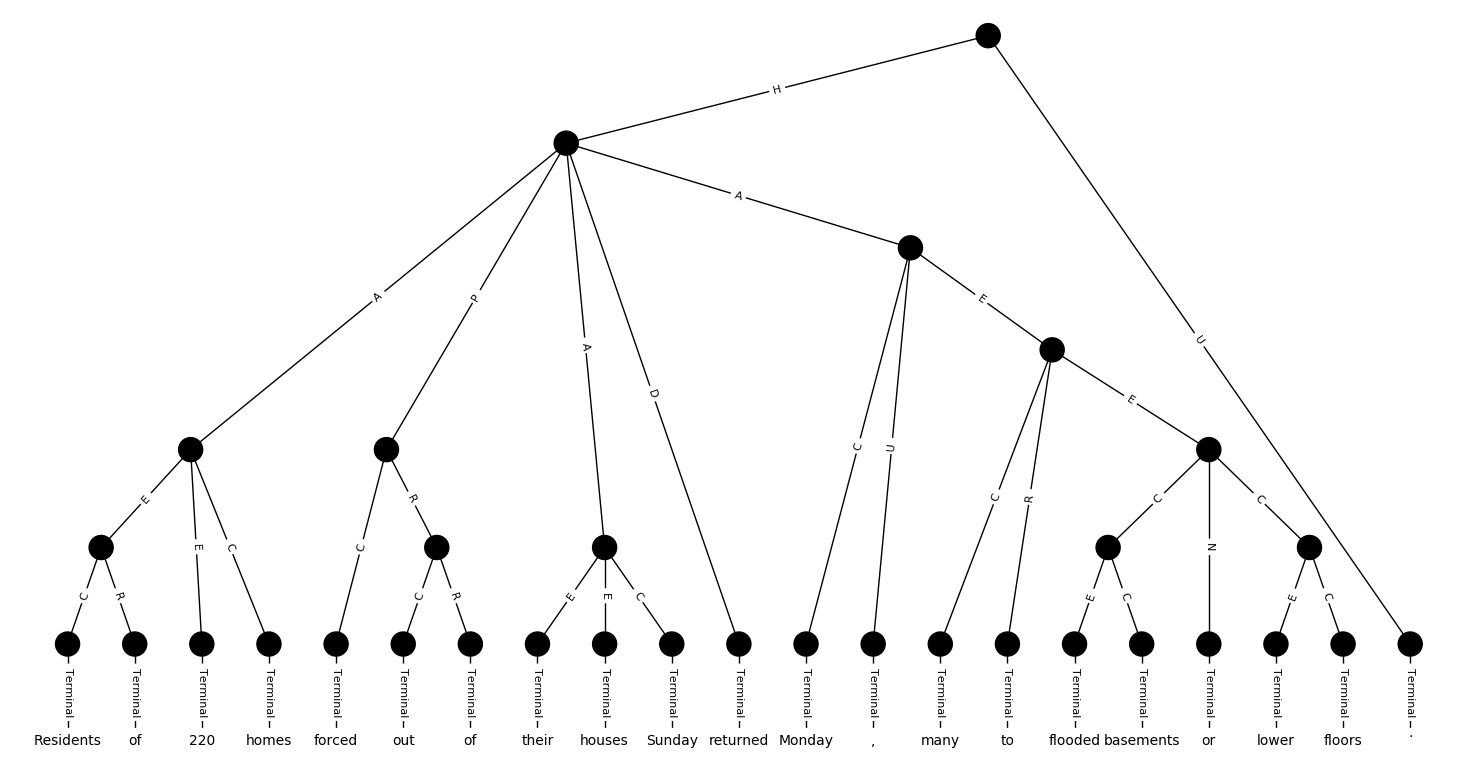 H
A
P
A
D
A
U
E
E
E
C
R
C
U
C
R
C
N
C
E
C
C
R
C
R
E
E
C
E
C
E
C
Terminal Terminal Terminal Terminal Terminal Terminal Terminal Terminal Terminal Terminal Terminal Terminal Terminal Terminal Terminal Terminal Terminal Terminal Terminal Terminal Terminal
Residents of 220 homes forced out of their houses Sunday returned Monday , many to flooded basements or lower floors .